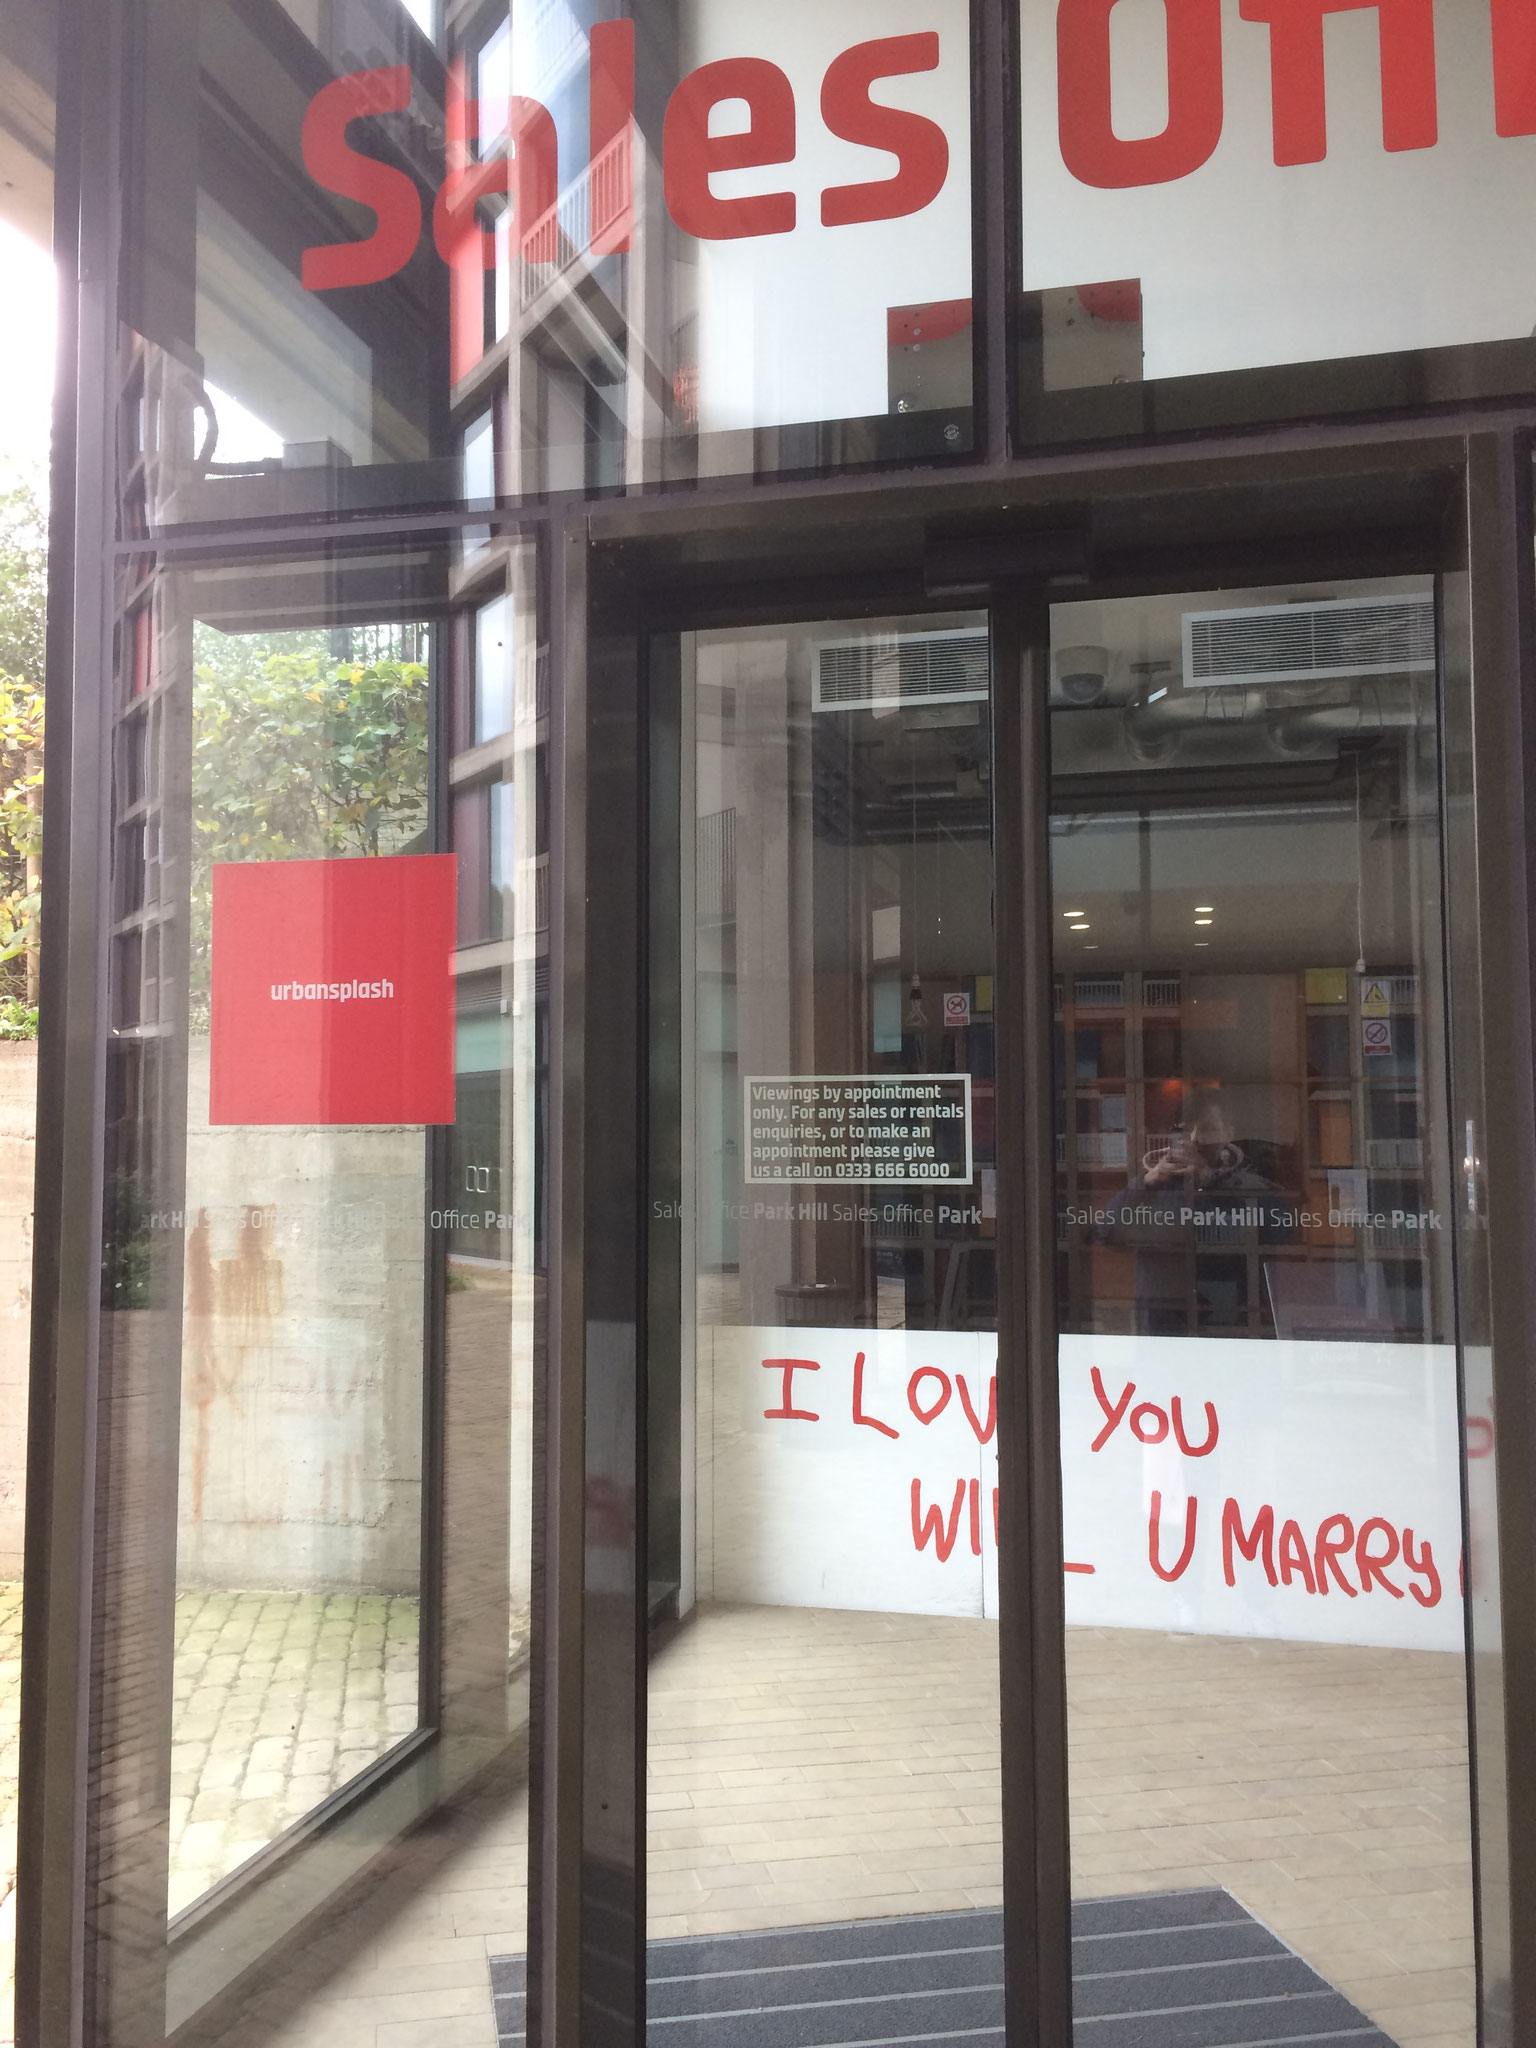 sales
urbansplash
Viewings by appointment
only. For any sales or rentals
enquiries, or to make an
appointment please give
us a call on 0333 666 6000
Park Hill Sales Office Park
Sales Office Park Hill Sales Office Park
I LOV YOU
U MARRY